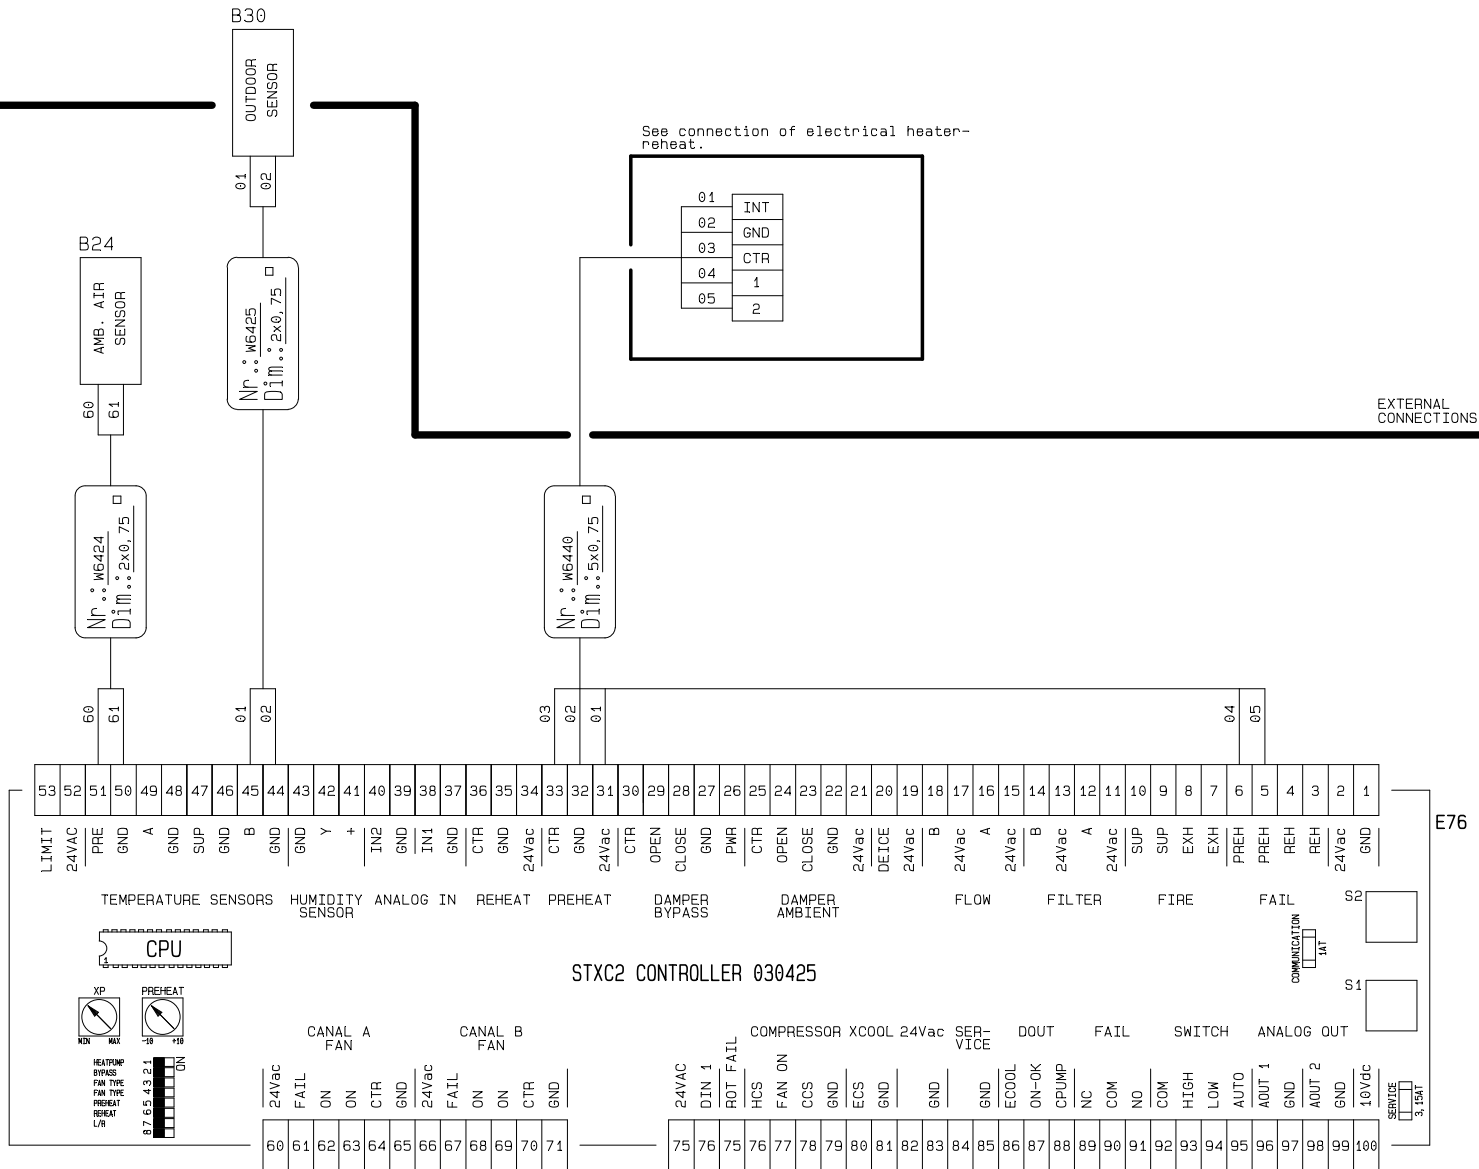 B30
OUTDOOR
SENSOR
01 02
See connection of electrical heater-
reheat.
01 INT
02 GND
03 CTR
04 1
05 2
B24
AMB. AIR
SENSOR
60 61
Nr.: W6425
Dim.: 2x0,75
EXTERNAL
CONNECTIONS
Nr.: W6424
Dim.: 2x0,75
Nr.: W6440
Dim.: 5x0,75
60 61 01 02 03 02 01 04 05
53 52 51 50 49 48 47 46 45 44 43 42 41 40 39 38 37 36 35 34 33 32 31 30 29 28 27 26 25 24 23 22 21 20 19 18 17 16 15 14 13 12 11 10 9 8 7 6 5 4 3 2 1
E76
LIMIT 24VAC PRE GND A GND SUP GND B GND GND Y + IN2 GND IN1 GND CTR GND 24Vac CTR GND 24Vac CTR OPEN CLOSE GND PWR CTR OPEN CLOSE GND 24Vac DEICE 24Vac B 24Vac A 24Vac B 24Vac A 24Vac SUP SUP EXH EXH PREH PREH REH REH 24Vac GND
TEMPERATURE SENSORS HUMIDITY ANALOG IN REHEAT PREHEAT DAMPER DAMPER FLOW FILTER FIRE FAIL
SENSOR BYPASS AMBIENT
S2
COMMUNICATION
1AT
CPU
1
STXC2 CONTROLLER 030425
S1
XP PREHEAT
MIN MAX -10 +10
CANAL A CANAL B COMPRESSOR XCOOL 24Vac SER- DOUT FAIL SWITCH ANALOG OUT
FAN FAN VICE
ON
HEATPUMP 1
BYPASS 2
FAN TYPE 3
FAN TYPE 4
PREHEAT 5
REHEAT 6
L/R 7
8
24Vac FAIL ON ON CTR GND 24Vac FAIL ON ON CTR GND 24VAC DIN 1 ROT FAIL HCS FAN ON CCS GND ECS GND GND GND ECOOL ON-OK CPUMP NC COM NO COM HIGH LOW AUTO AOUT 1 GND AOUT 2 GND 10Vdc
SERVICE
3,15AT
60 61 62 63 64 65 66 67 68 69 70 71 75 76 75 76 77 78 79 80 81 82 83 84 85 86 87 88 89 90 91 92 93 94 95 96 97 98 99 100